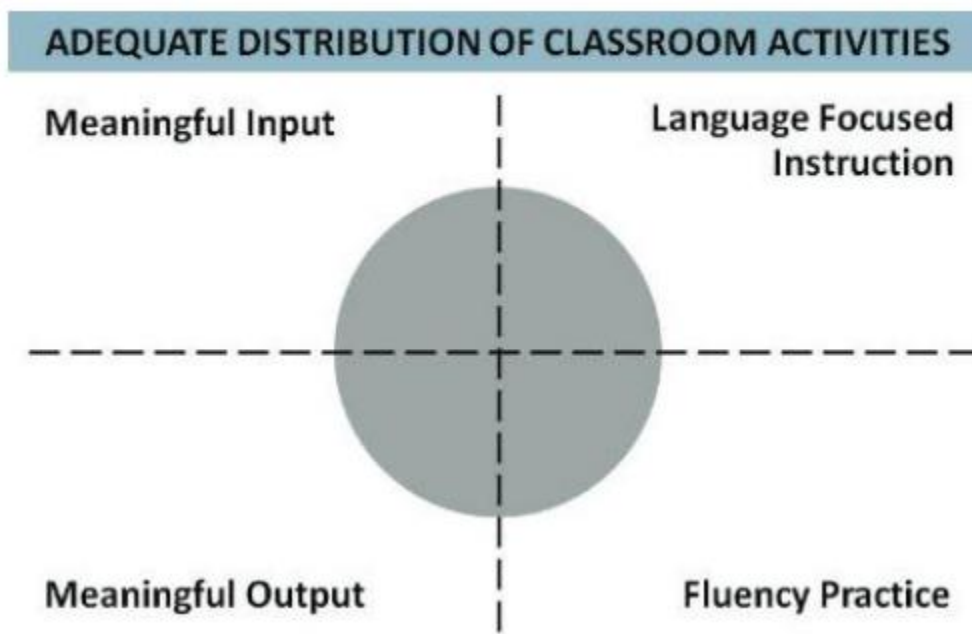 ADEQUATE DISTRIBUTION OF CLASSROOM ACTIVITIES
Meaningful Input
Language Focused
Instruction
Meaningful Output
Fluency Practice